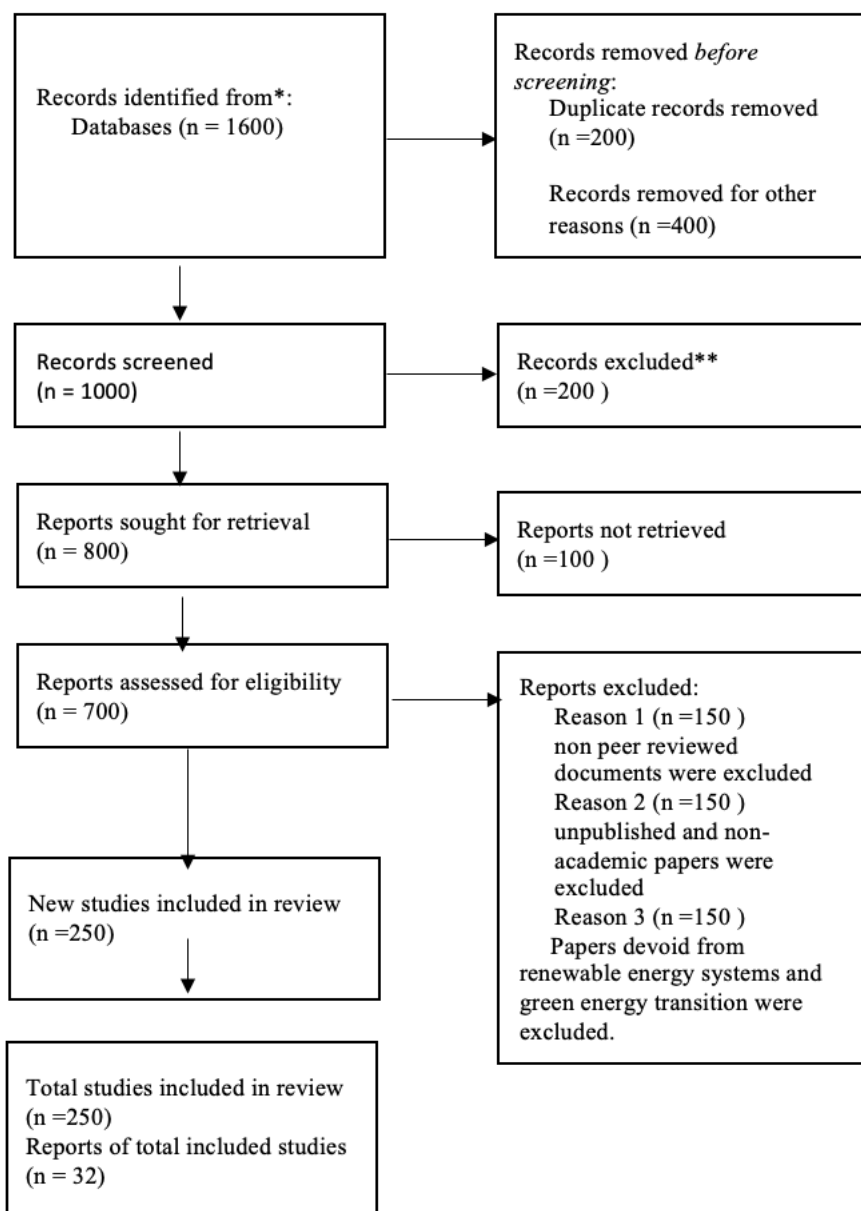 Records identified from*:
Databases (n = 1600)
Records removed before
screening:
Duplicate records removed
(n =200)
Records removed for other
reasons (n =400)
Records screened
(n = 1000)
Records excluded**
(n =200 )
Reports sought for retrieval
(n = 800)
Reports not retrieved
(n =100 )
Reports assessed for eligibility
(n = 700)
Reports excluded:
Reason 1 (n =150 )
non peer reviewed
documents were excluded
Reason 2 (n =150 )
unpublished and non-
academic papers were
excluded
Reason 3 (n =150 )
Papers devoid from
renewable energy systems and
green energy transition were
excluded.
New studies included in review
(n =250)
Total studies included in review
(n =250)
Reports of total included studies
(n = 32)